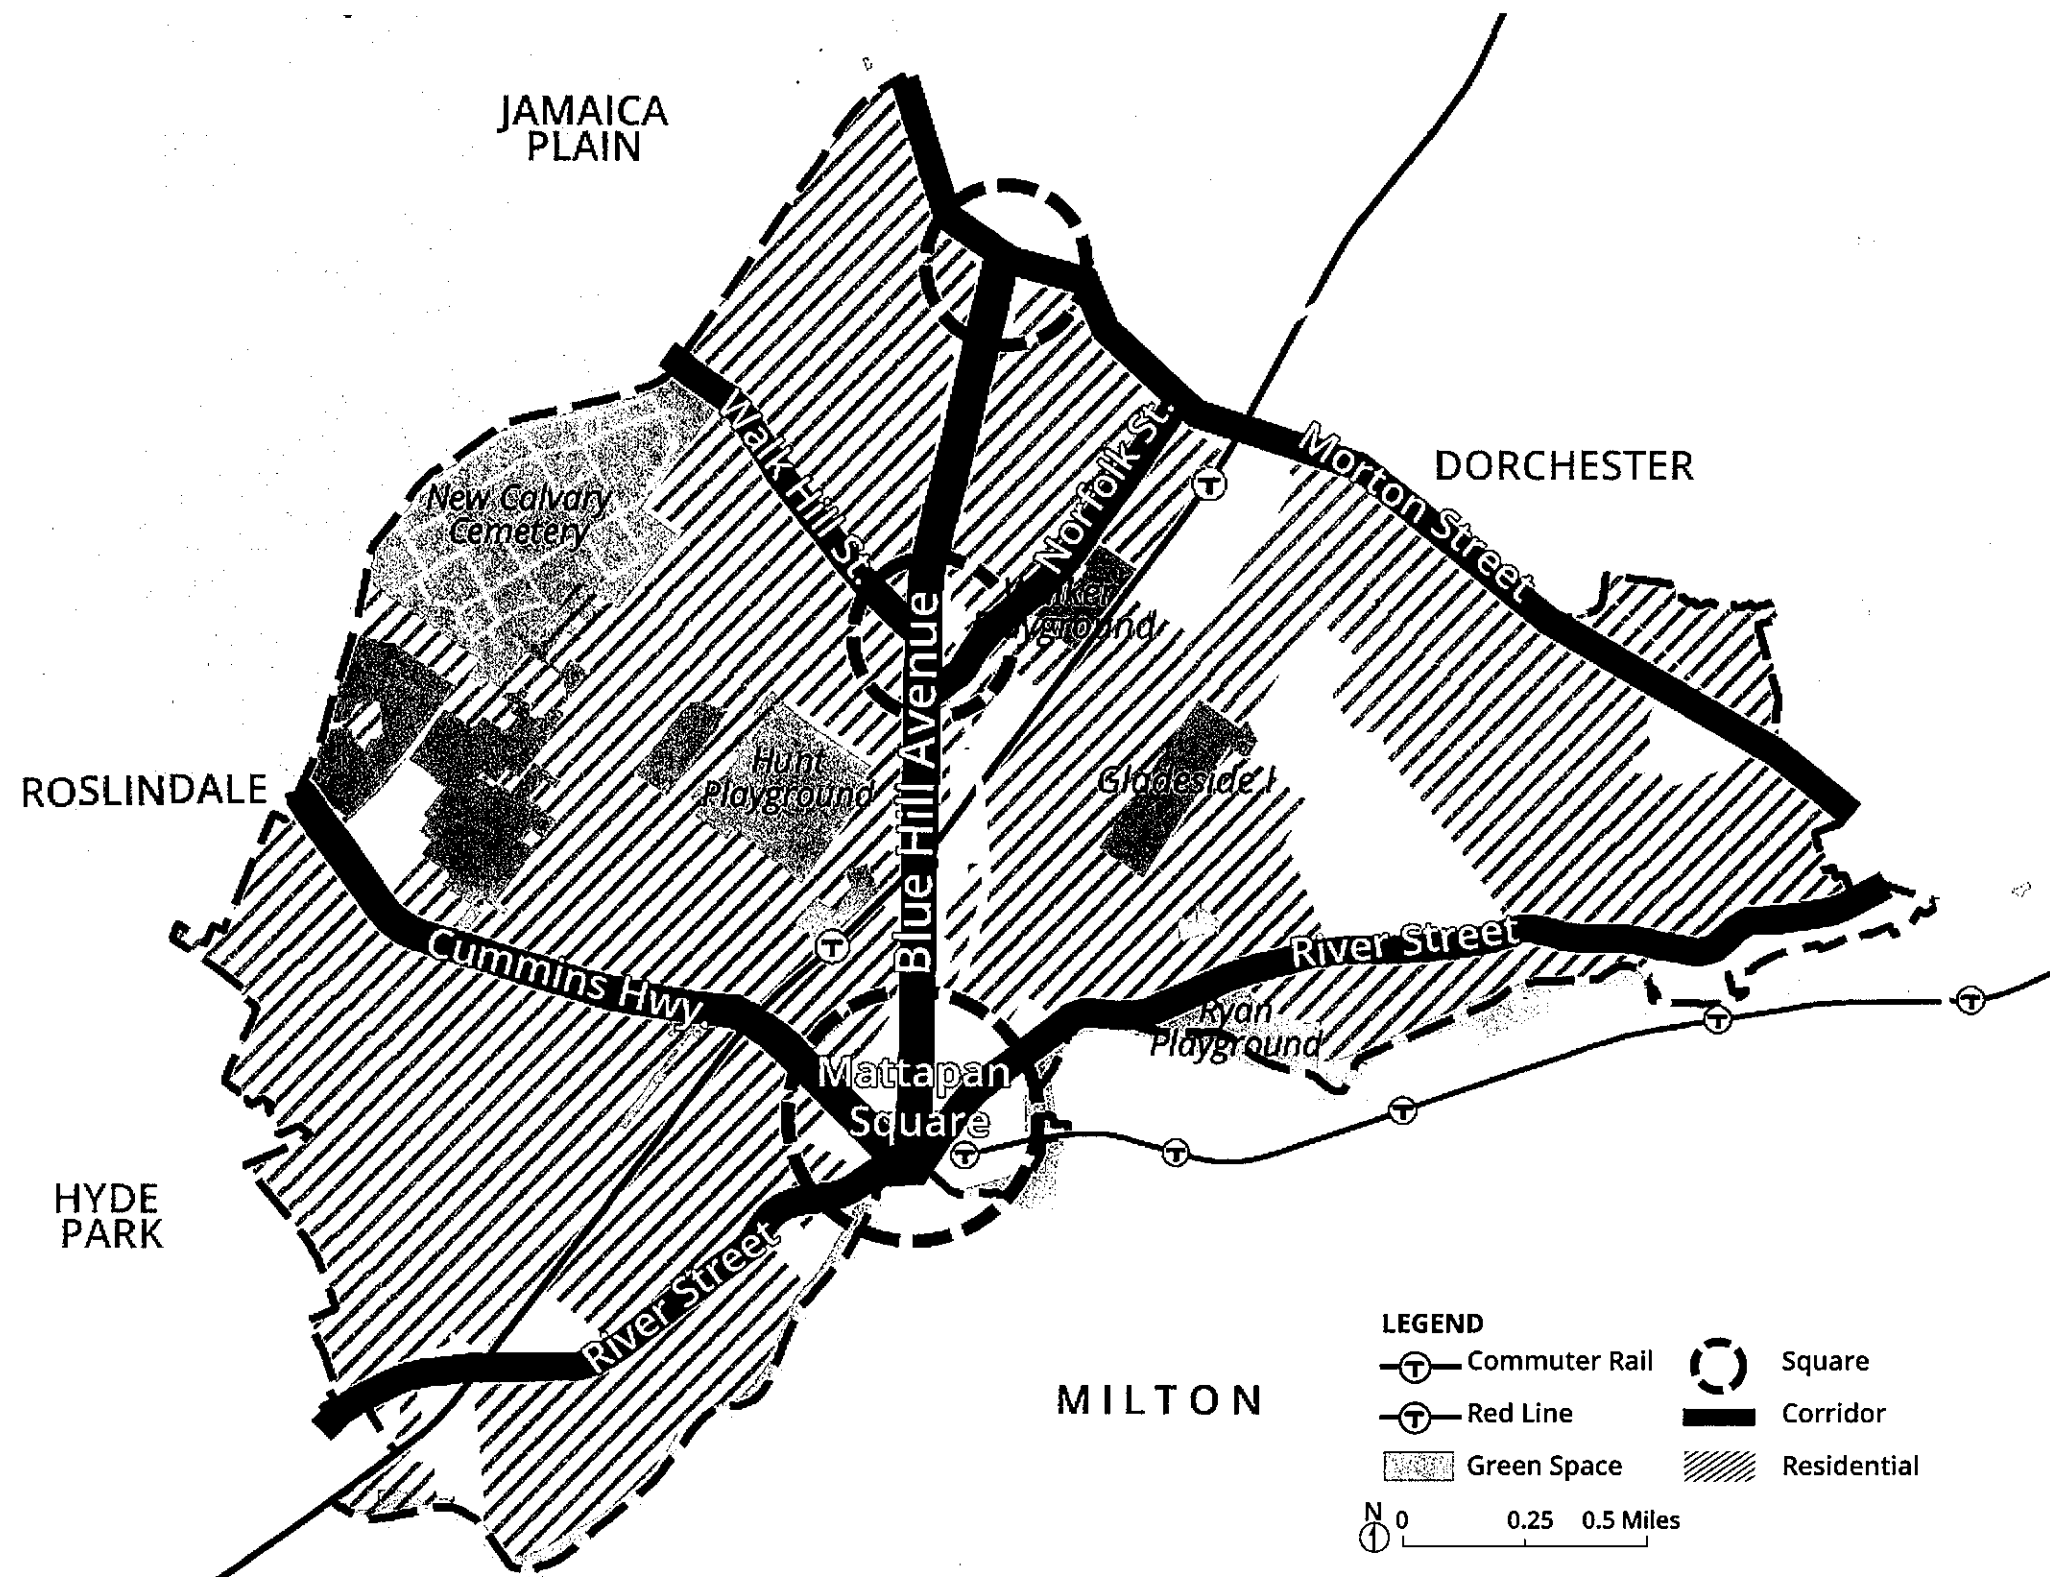 JAMAICA
PLAIN
Walk Hill St.
Norfolk St.
Morton Street
DORCHESTER
New Calvary
Cemetery
Blue Hill Avenue
Hunt
Playground
Gladeside
ROSLINDALE
Cummins Hwy.
River Street
Ryan
Playground
Mattapan
Square
T
T
T
T
T
T
T
HYDE
PARK
River Street
MILTON
LEGEND
T Commuter Rail
T Red Line
Green Space
Square
Corridor
Residential
N
0 0.25 0.5 Miles